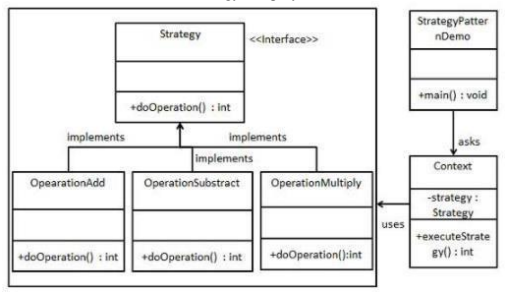 Strategy
<<Interface>>
+doOperation() : int
implements
implements
implements
OpearationAdd
+doOperation() : int
OperationSubstract
+doOperation() : int
OperationMultiply
+doOperation():int
StrategyPatter
nDemo
+main() : void
asks
Context
-strategy :
Strategy
+executeStrate
gy() : int
uses